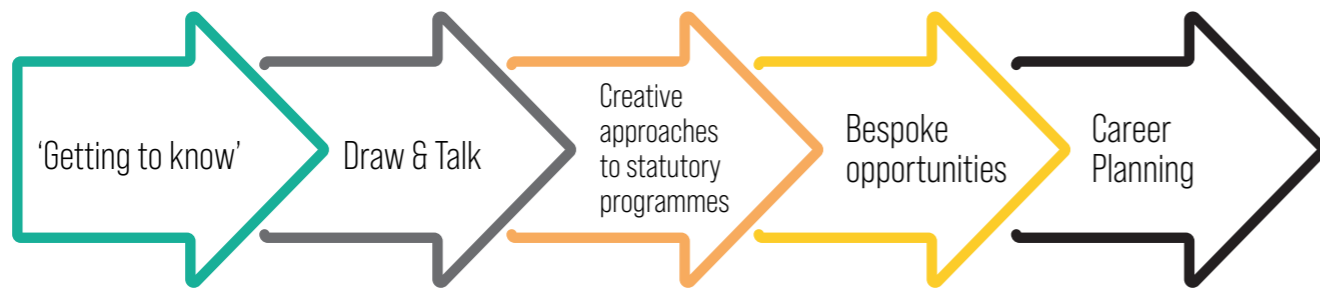 ‘Getting to know’
Draw & Talk
Creative
approaches
to statutory
programmes
Bespoke
opportunities
Career
Planning